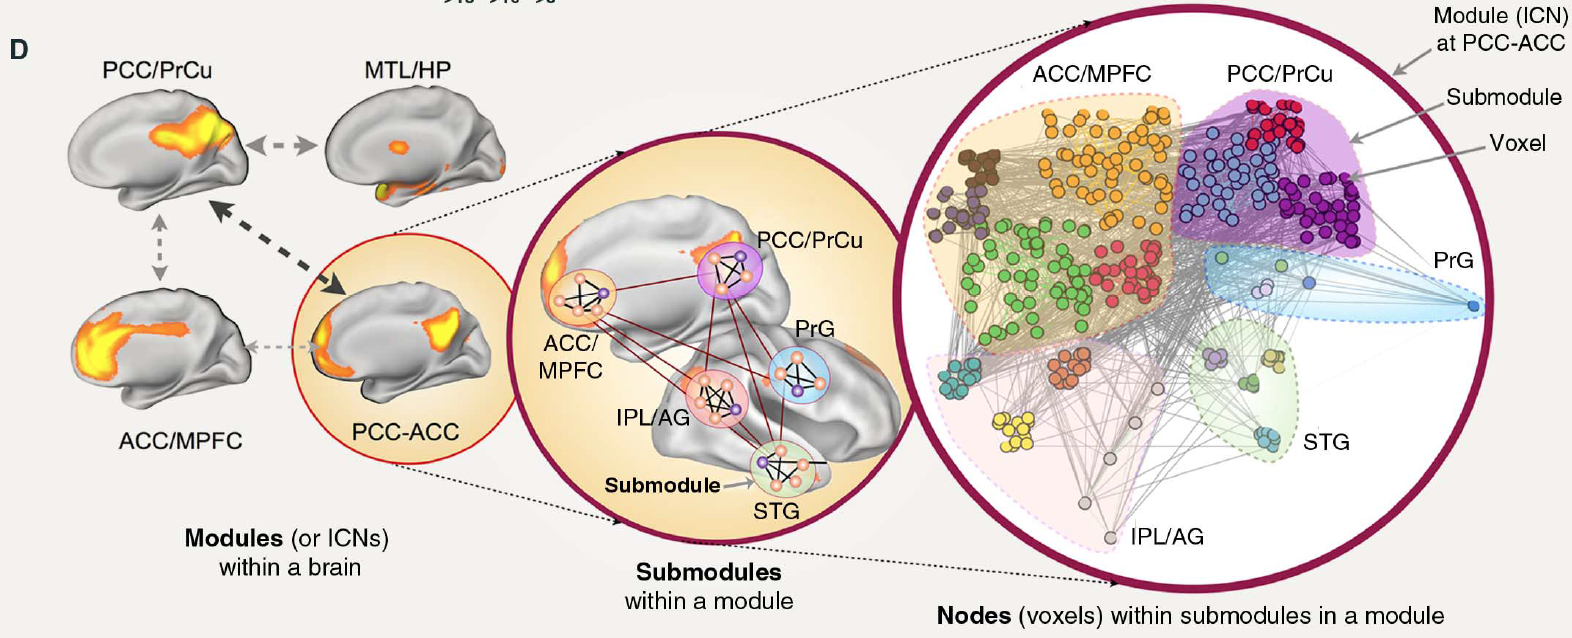 D
PCC/PrCu
MTL/HP
ACC/MPFC
PCC-ACC
Modules (or ICNs)
within a brain
PCC/PrCu
ACC/
MPFC
PrG
IPL/AG
Submodule
STG
Submodules
within a module
Module (ICN)
at PCC-ACC
ACC/MPFC
PCC/PrCu
Submodule
Voxel
PrG
STG
IPL/AG
Nodes (voxels) within submodules in a module